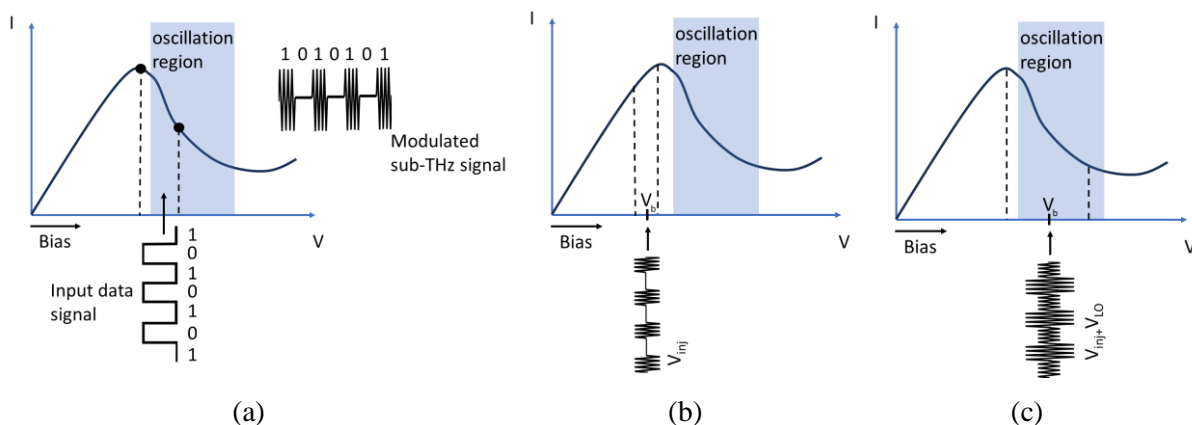 I
oscillation
region
1 0 1 0 1 0 1
Modulated
sub-THz signal
Bias
V
Input data
signal
1
0
1
0
1
0
1
(a)
I
oscillation
region
V_b
Bias
V
V_inj
(b)
I
oscillation
region
V_b
Bias
V
V_inj+ V_LO
(c)